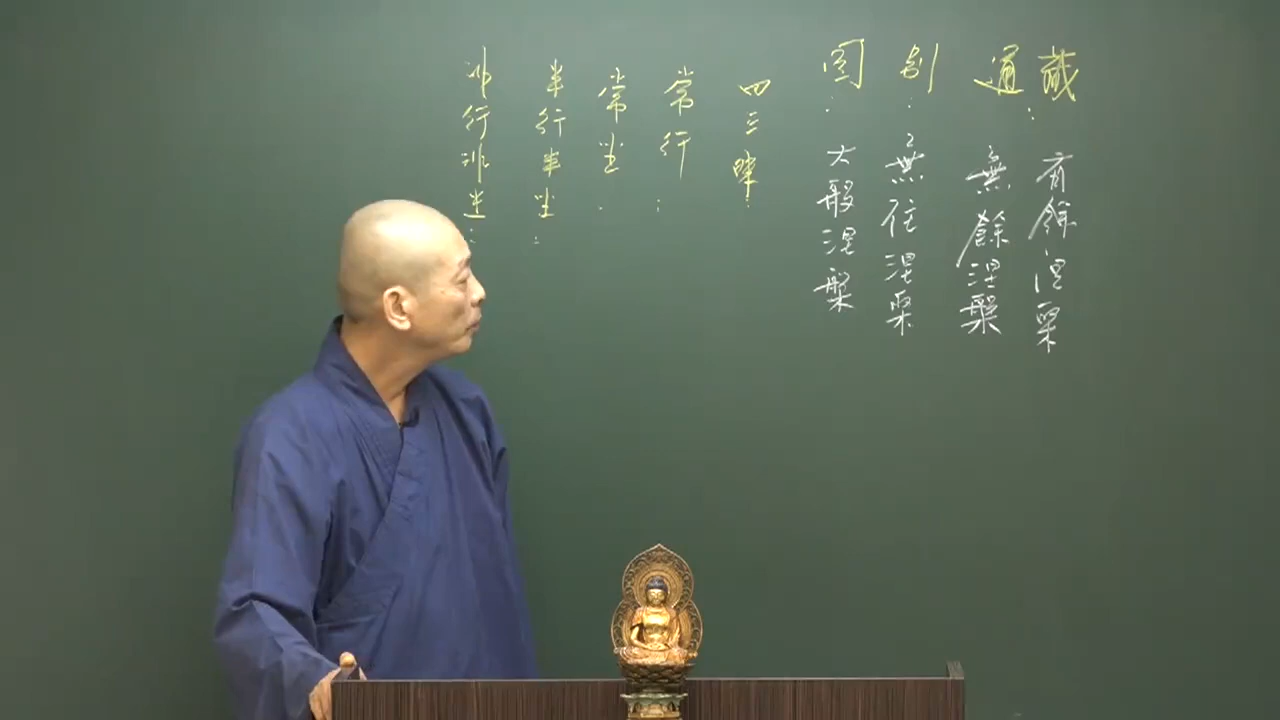 藏 有餘涅槃
通： 無餘涅槃
別： 無住涅槃
圓： 大般涅槃
四三昧：
常行：
常坐：
半行半坐：
非行非坐：